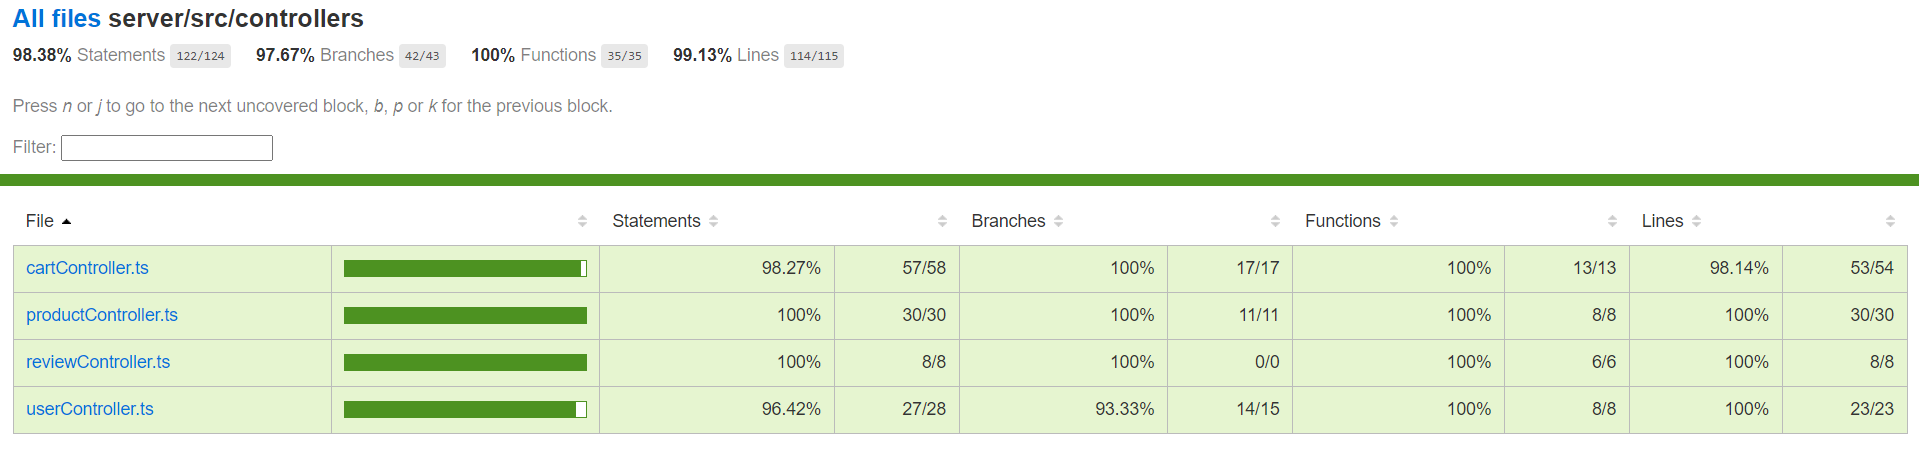 All files server/src/controllers
98.38% Statements 122/124 97.67% Branches 42/43 100% Functions 35/35 99.13% Lines 114/115
Press n or j to go to the next uncovered block, b, p or k for the previous block.
Filter:
File Statements Branches Functions Lines
cartController.ts 98.27% 57/58 100% 17/17 100% 13/13 98.14% 53/54
productController.ts 100% 30/30 100% 11/11 100% 8/8 100% 30/30
reviewController.ts 100% 8/8 100% 0/0 100% 6/6 100% 8/8
userController.ts 96.42% 27/28 93.33% 14/15 100% 8/8 100% 23/23